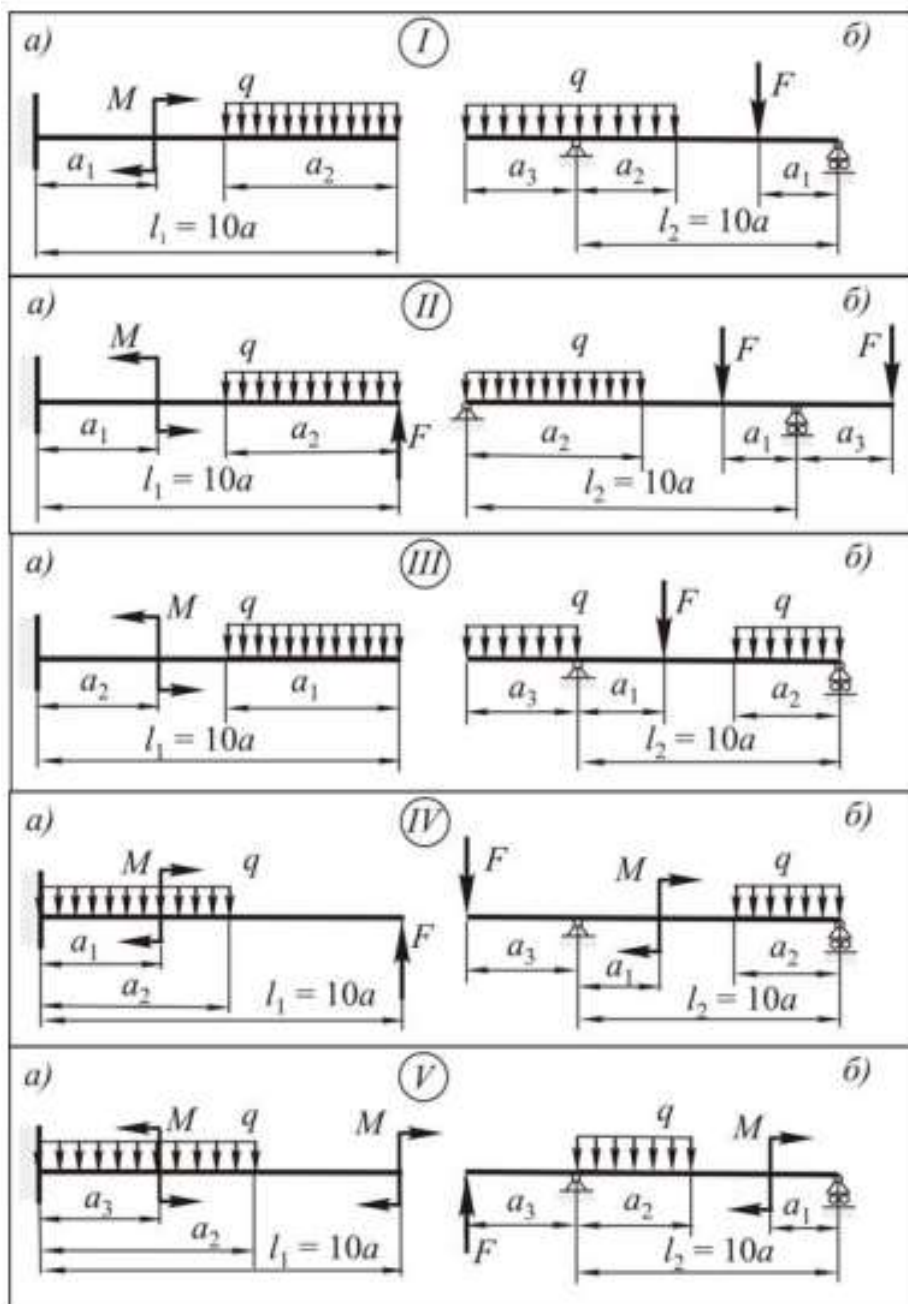 а) I б)
M q q F
a₁ a₂ a₃ a₂ a₁
l₁ = 10a l₂ = 10a
а) II б)
M q q F F
a₁ a₂ F a₂ a₁ a₃
l₁ = 10a l₂ = 10a
а) III б)
M q q F q
a₂ a₁ a₃ a₁ a₂
l₁ = 10a l₂ = 10a
а) IV б)
M q F M q
a₁ F a₃ a₁ a₂
a₂ l₁ = 10a l₂ = 10a
а) V б)
M q M q M
a₃ a₃ a₂ a₁
a₂ l₁ = 10a F l₂ = 10a